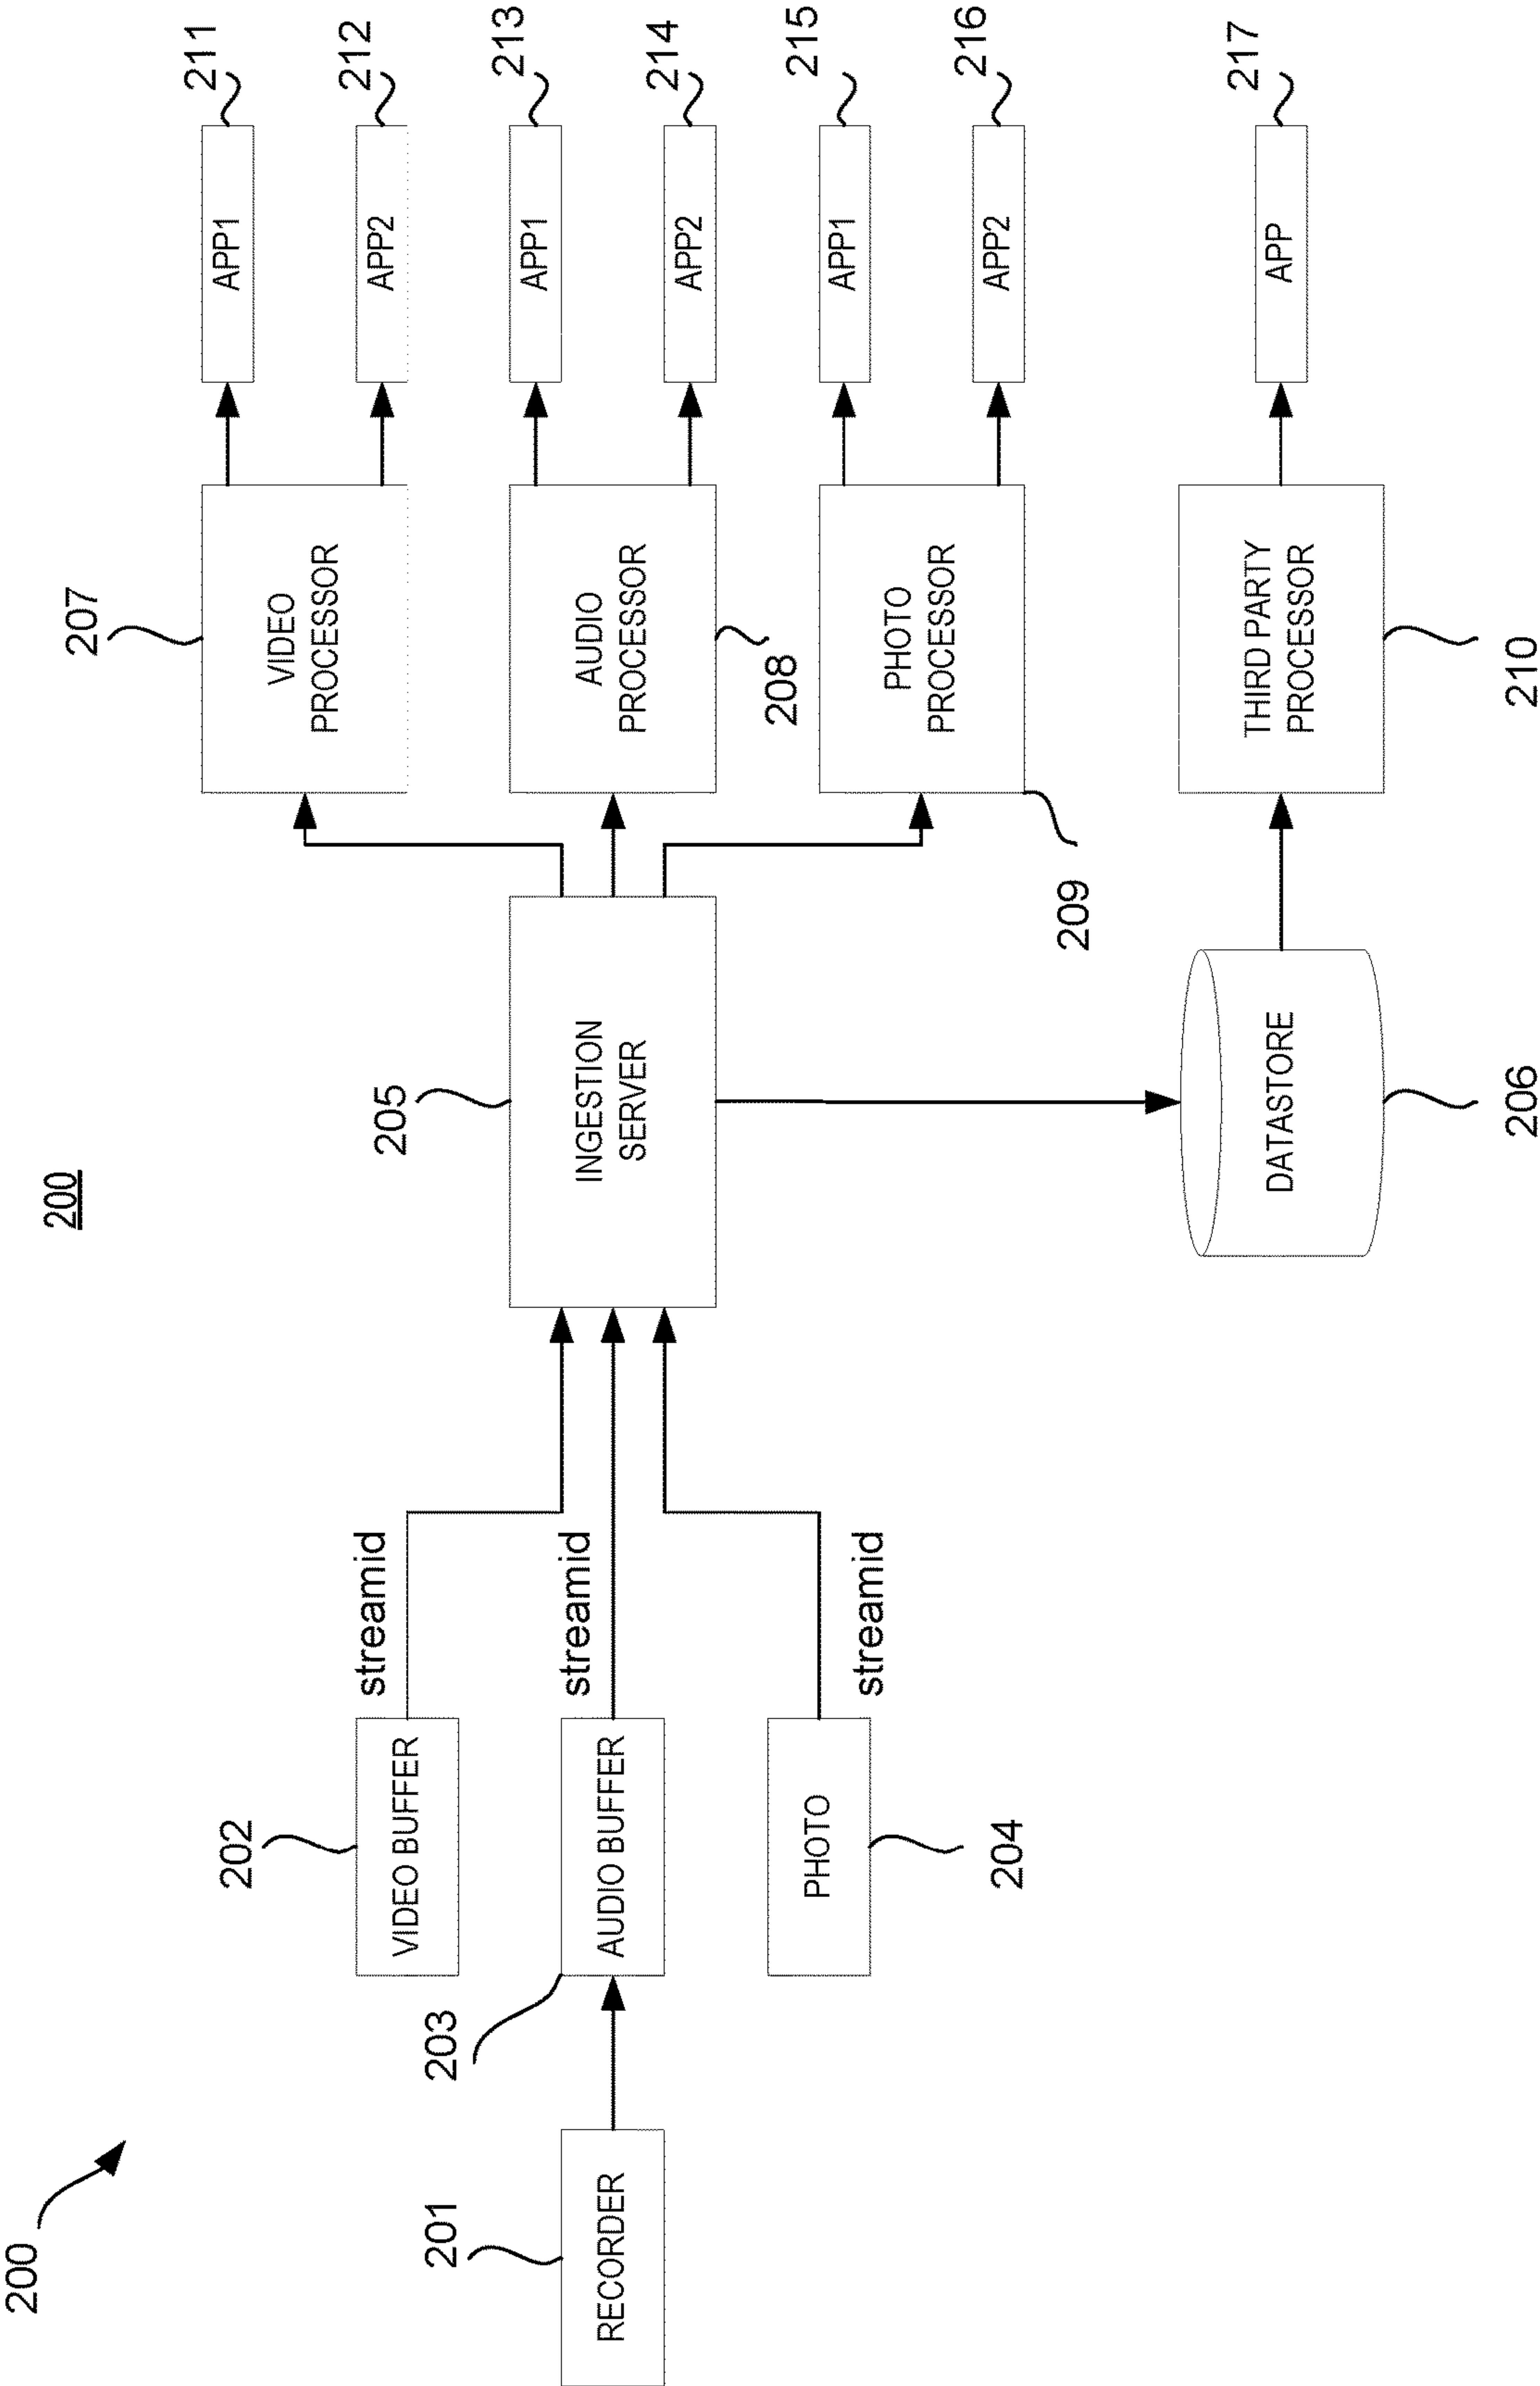 200
200
201
RECORDER
202
VIDEO BUFFER
203
AUDIO BUFFER
PHOTO
204
streamid
streamid
streamid
205
INGESTION
SERVER
DATASTORE
206
207
VIDEO
PROCESSOR
AUDIO
PROCESSOR
208
PHOTO
PROCESSOR
209
THIRD PARTY
PROCESSOR
210
APP1
211
APP2
212
APP1
213
APP2
214
APP1
215
APP2
216
APP
217